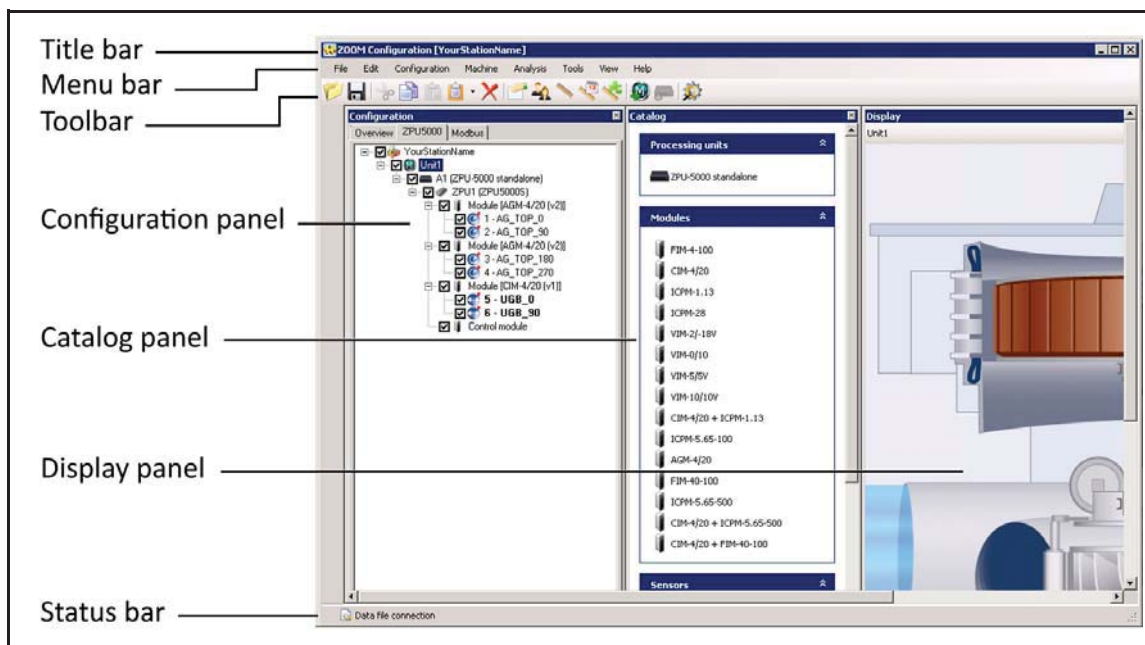 Title bar
Menu bar
Toolbar
Configuration panel
Catalog panel
Display panel
Status bar
ZOOM Configuration [YourStationName]
File Edit Configuration Machine Analysis Tools View Help
Configuration
Overview ZPU5000 Modbus
YourStationName
Unit1
A1 (ZPU-5000 standalone)
ZPU1 (ZPU5000S)
Module [AGM-4/20 (v2)]
1 - AG_TOP_0
2 - AG_TOP_90
Module [AGM-4/20 (v2)]
3 - AG_TOP_180
4 - AG_TOP_270
Module [CIM-4/20 (v1)]
5 - UGB_0
6 - UGB_90
Control module
Catalog
Processing units
ZPU-5000 standalone
Modules
FIM-4-100
CIM-4/20
ICPM-1.13
ICPM-28
VIM-2/-18V
VIM-0/10
VIM-5/5V
VIM-10/10V
CIM-4/20 + ICPM-1.13
ICPM-5.65-100
AGM-4/20
FIM-40-100
ICPM-5.65-500
CIM-4/20 + ICPM-5.65-500
CIM-4/20 + FIM-40-100
Sensors
Display
Unit1
Data file connection